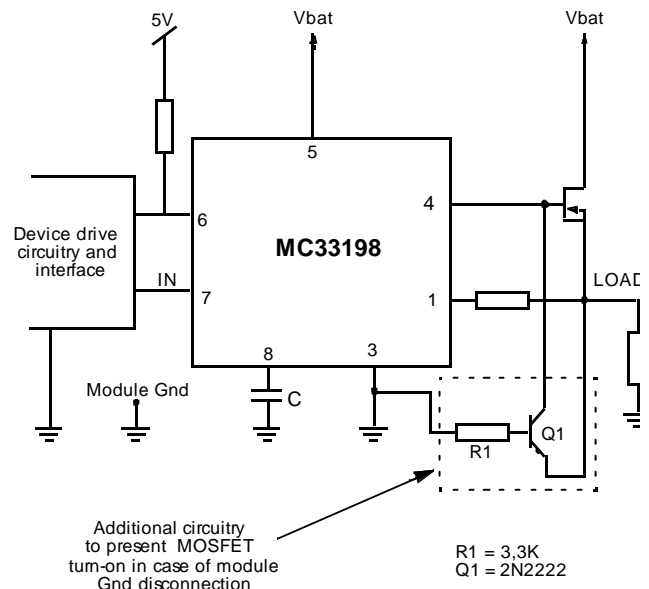 5V
Vbat
Vbat
5
4
6
Device drive
circuitry and
interface
MC33198
IN
7
1
LOAD
8
3
Module Gnd
C
Q1
R1
Additional circuitry
to present MOSFET
turn-on in case of module
Gnd disconnection
R1 = 3,3K
Q1 = 2N2222